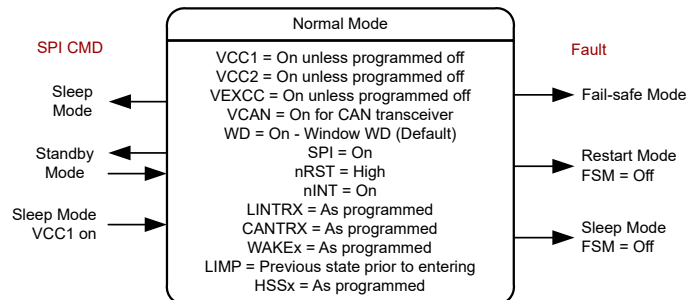 Normal Mode
SPI CMD
Fault
VCC1 = On unless programmed off
VCC2 = On unless programmed off
VEXCC = On unless programmed off
VCAN = On for CAN transceiver
WD = On - Window WD (Default)
SPI = On
nRST = High
nINT = On
LINTRX = As programmed
CANTRX = As programmed
WAKEx = As programmed
LIMP = Previous state prior to entering
HSSx = As programmed
Sleep
Mode
Standby
Mode
Sleep Mode
VCC1 on
Fail-safe Mode
Restart Mode
FSM = Off
Sleep Mode
FSM = Off